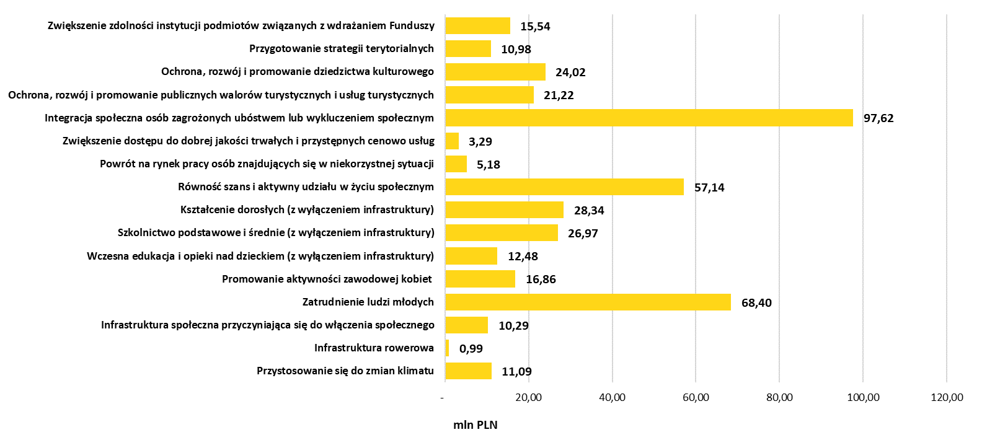 Zwiększenie zdolności instytucji podmiotów związanych z wdrażaniem Funduszy 15,54
Przygotowanie strategii terytorialnych 10,98
Ochrona, rozwój i promowanie dziedzictwa kulturowego 24,02
Ochrona, rozwój i promowanie publicznych walorów turystycznych i usług turystycznych 21,22
Integracja społeczna osób zagrożonych ubóstwem lub wykluczeniem społecznym 97,62
Zwiększenie dostępu do dobrej jakości trwałych i przystępnych cenowo usług 3,29
Powrót na rynek pracy osób znajdujących się w niekorzystnej sytuacji 5,18
Równość szans i aktywny udziału w życiu społecznym 57,14
Kształcenie dorosłych (z wyłączeniem infrastruktury) 28,34
Szkolnictwo podstawowe i średnie (z wyłączeniem infrastruktury) 26,97
Wczesna edukacja i opieki nad dzieckiem (z wyłączeniem infrastruktury) 12,48
Promowanie aktywności zawodowej kobiet 16,86
Zatrudnienie ludzi młodych 68,40
Infrastruktura społeczna przyczyniająca się do włączenia społecznego 10,29
Infrastruktura rowerowa 0,99
Przystosowanie się do zmian klimatu 11,09
- 20,00 40,00 60,00 80,00 100,00 120,00
mln PLN